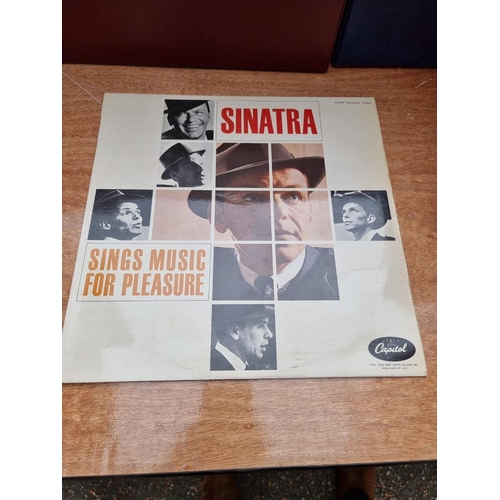 SINATRA
SINGS MUSIC
FOR PLEASURE
Capitol